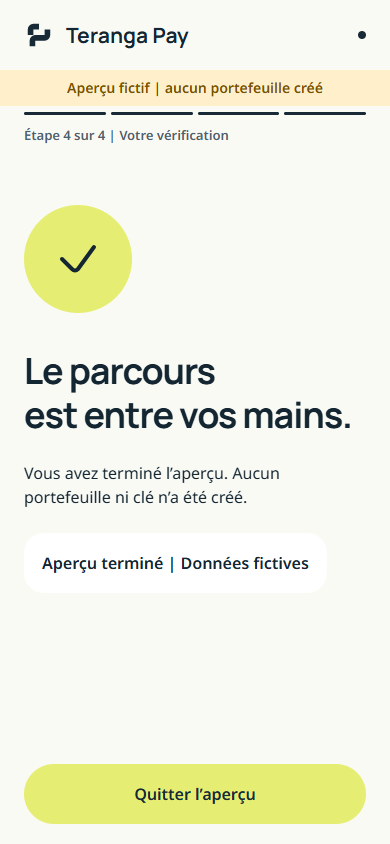 Teranga Pay
Aperçu fictif | aucun portefeuille créé
Étape 4 sur 4 | Votre vérification
Le parcours
est entre vos mains.
Vous avez terminé l’aperçu. Aucun
portefeuille ni clé n’a été créé.
Aperçu terminé | Données fictives
Quitter l’aperçu